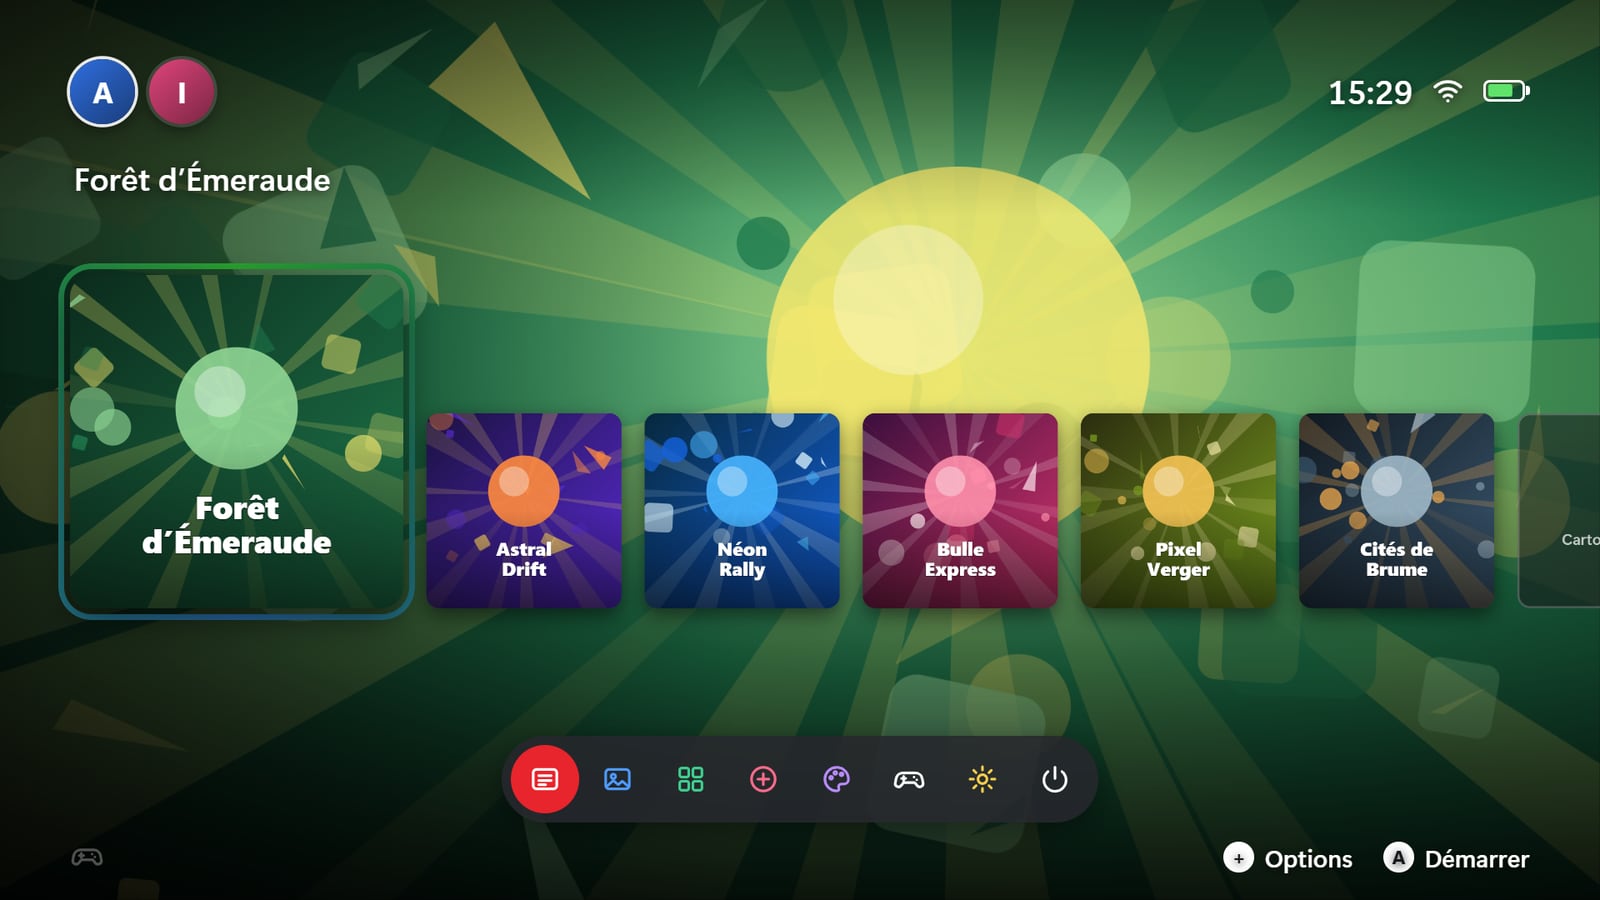 A I
15:29
Forêt d’Émeraude
Forêt
d’Émeraude
Astral
Drift
Néon
Rally
Bulle
Express
Pixel
Verger
Cités de
Brume
Carto
+ Options A Démarrer